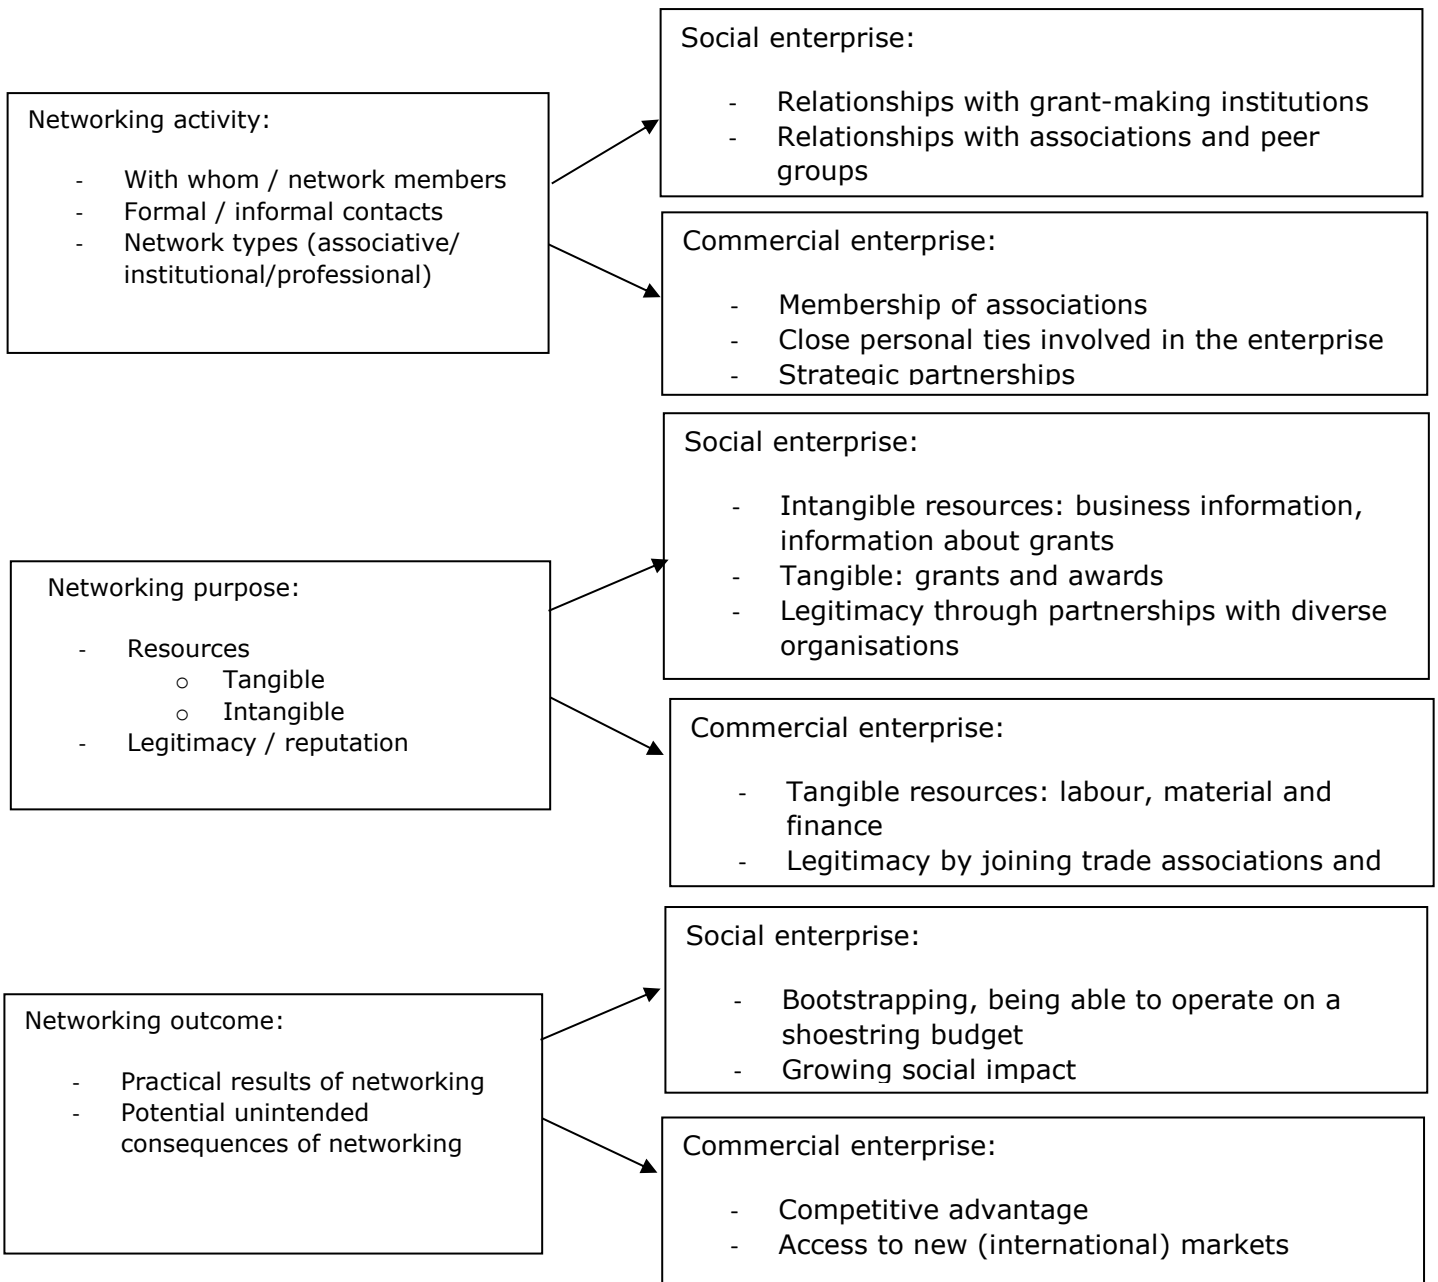 Networking activity:
- With whom / network members
- Formal / informal contacts
- Network types (associative/
institutional/professional)
Social enterprise:
- Relationships with grant-making institutions
- Relationships with associations and peer
groups
Commercial enterprise:
- Membership of associations
- Close personal ties involved in the enterprise
- Strategic partnerships
Networking purpose:
- Resources
o Tangible
o Intangible
- Legitimacy / reputation
Social enterprise:
- Intangible resources: business information,
information about grants
- Tangible: grants and awards
- Legitimacy through partnerships with diverse
organisations
Commercial enterprise:
- Tangible resources: labour, material and
finance
- Legitimacy by joining trade associations and
Networking outcome:
- Practical results of networking
- Potential unintended
consequences of networking
Social enterprise:
- Bootstrapping, being able to operate on a
shoestring budget
- Growing social impact
Commercial enterprise:
- Competitive advantage
- Access to new (international) markets